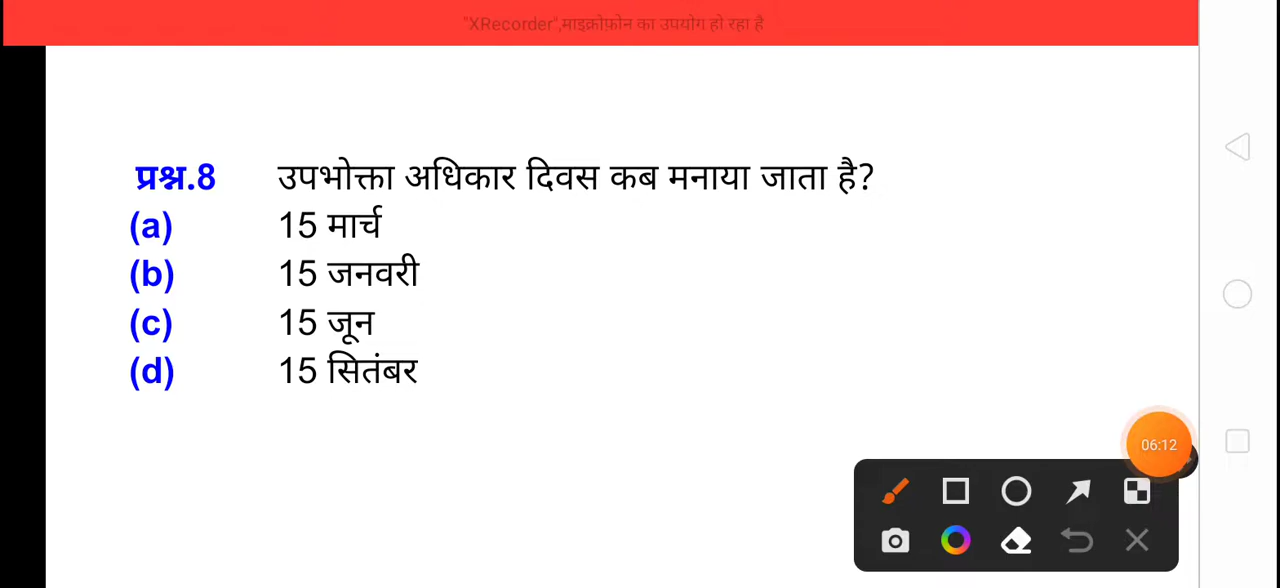 "XRecorder",माइक्रोफ़ोन का उपयोग हो रहा है
प्रश्न.8 उपभोक्ता अधिकार दिवस कब मनाया जाता है?
(a) 15 मार्च
(b) 15 जनवरी
(c) 15 जून
(d) 15 सितंबर
06:12